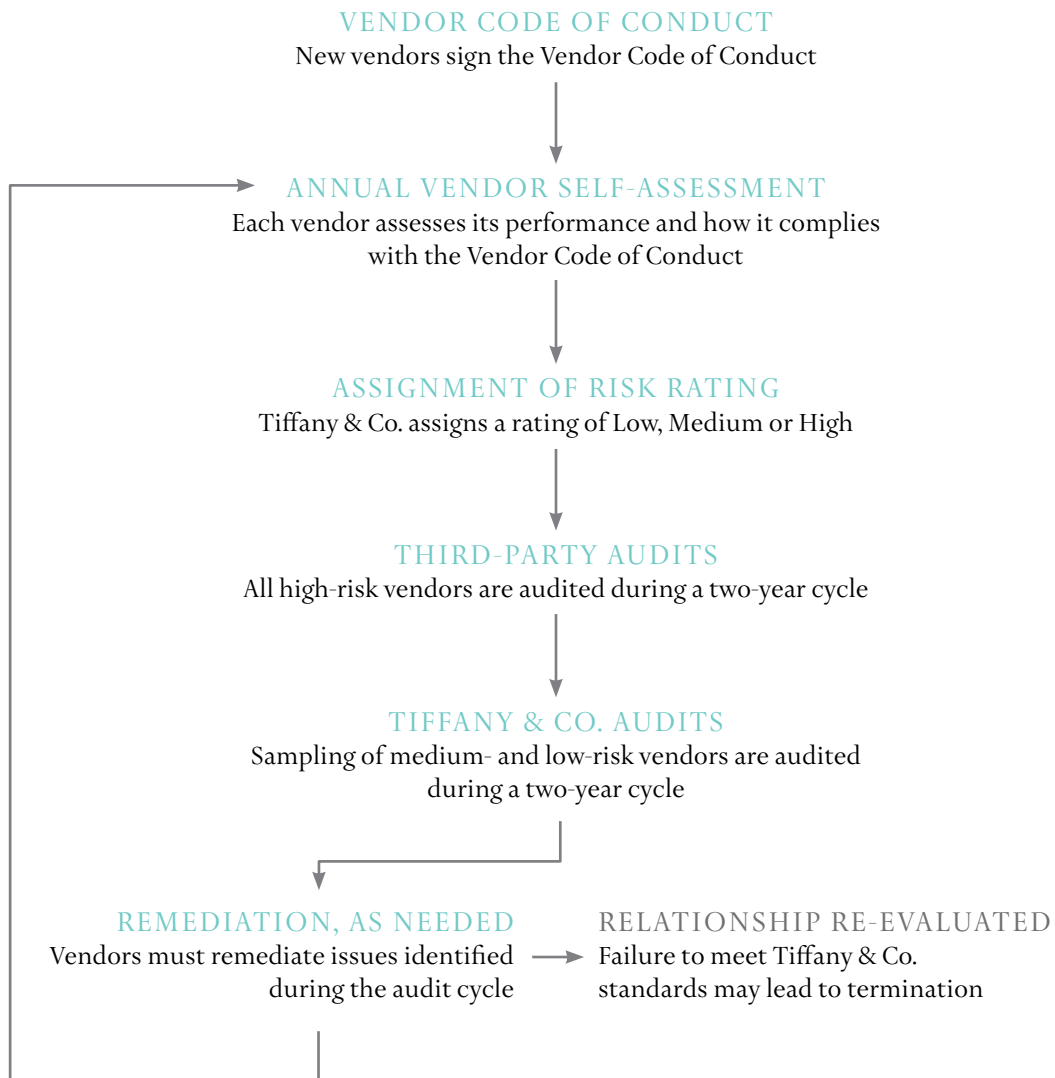 VENDOR CODE OF CONDUCT
New vendors sign the Vendor Code of Conduct
ANNUAL VENDOR SELF-ASSESSMENT
Each vendor assesses its performance and how it complies
with the Vendor Code of Conduct
ASSIGNMENT OF RISK RATING
Tiffany & Co. assigns a rating of Low, Medium or High
THIRD-PARTY AUDITS
All high-risk vendors are audited during a two-year cycle
TIFFANY & CO. AUDITS
Sampling of medium- and low-risk vendors are audited
during a two-year cycle
REMEDIATION, AS NEEDED
Vendors must remediate issues identified
during the audit cycle
RELATIONSHIP RE-EVALUATED
Failure to meet Tiffany & Co.
standards may lead to termination